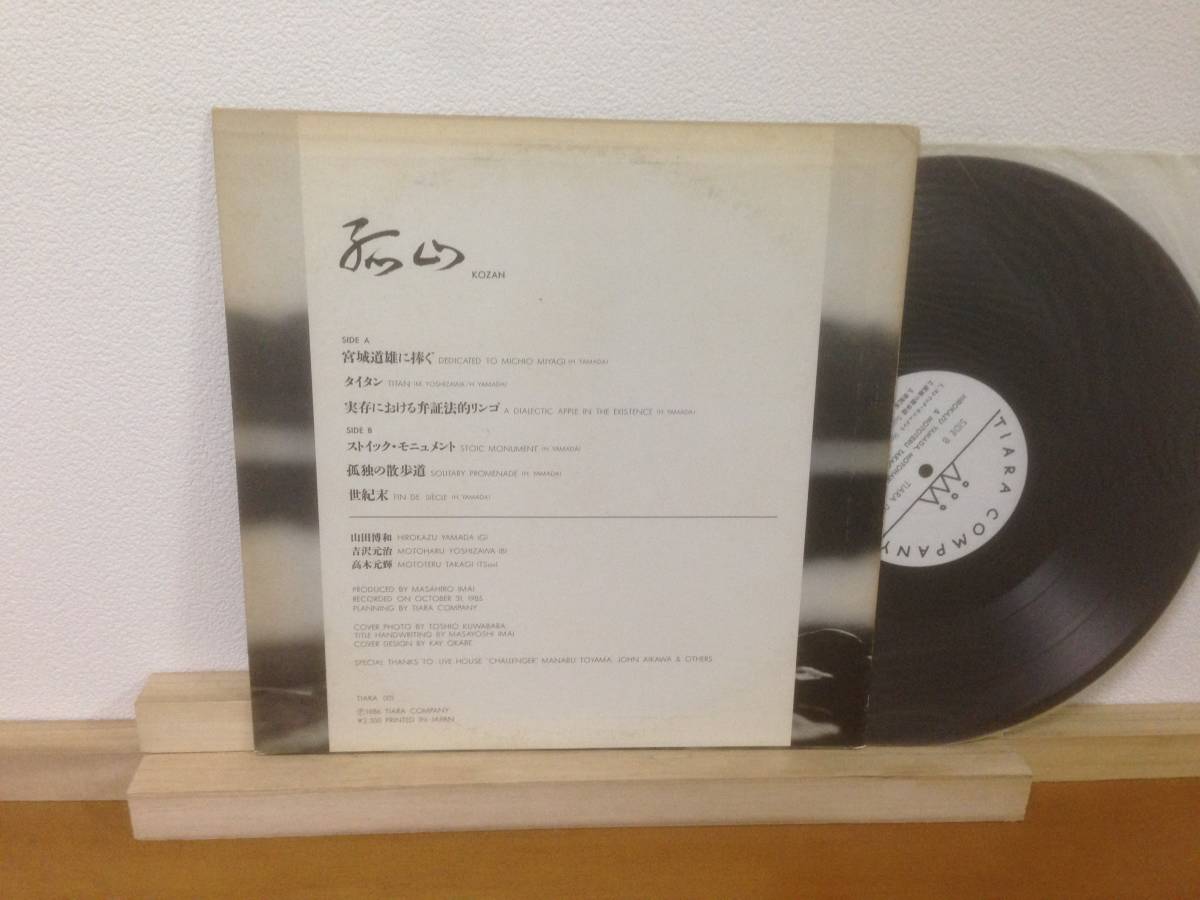 孤山 KOZAN
SIDE A
宮城道雄に捧ぐ DEDICATED TO MICHIO MIYAGI (H. YAMADA)
タイタン TITAN (M. YOSHIZAWA/H. YAMADA)
実存における弁証法的リンゴ A DIALECTIC APPLE IN THE EXISTENCE (H. YAMADA)
SIDE B
ストイック・モニュメント STOIC MONUMENT (H. YAMADA)
孤独の散歩道 SOLITARY PROMENADE (H. YAMADA)
世紀末 FIN DE SIÈCLE (H. YAMADA)
山田博和 HIROKAZU YAMADA (G)
吉沢元治 MOTOHARU YOSHIZAWA (B)
高木元輝 MOTOTERU TAKAGI (TSax)
PRODUCED BY MASAHIRO IMAI
RECORDED ON OCTOBER 31, 1985
PLANNING BY TIARA COMPANY
COVER PHOTO BY TOSHIO KUWABARA
TITLE HANDWRITING BY MASAYOSHI IMAI
COVER DESIGN BY KAY OKABE
SPECIAL THANKS TO LIVE HOUSE "CHALLENGER" MANABU TOYAMA, JOHN AIKAWA & OTHERS
TIARA
Ⓟ1986 TIARA COMPANY
¥2,500 PRINTED IN JAPAN
TIARA COMPANY
SIDE B
TIARA
HIROKAZU YAMADA,
& MOTOTERU